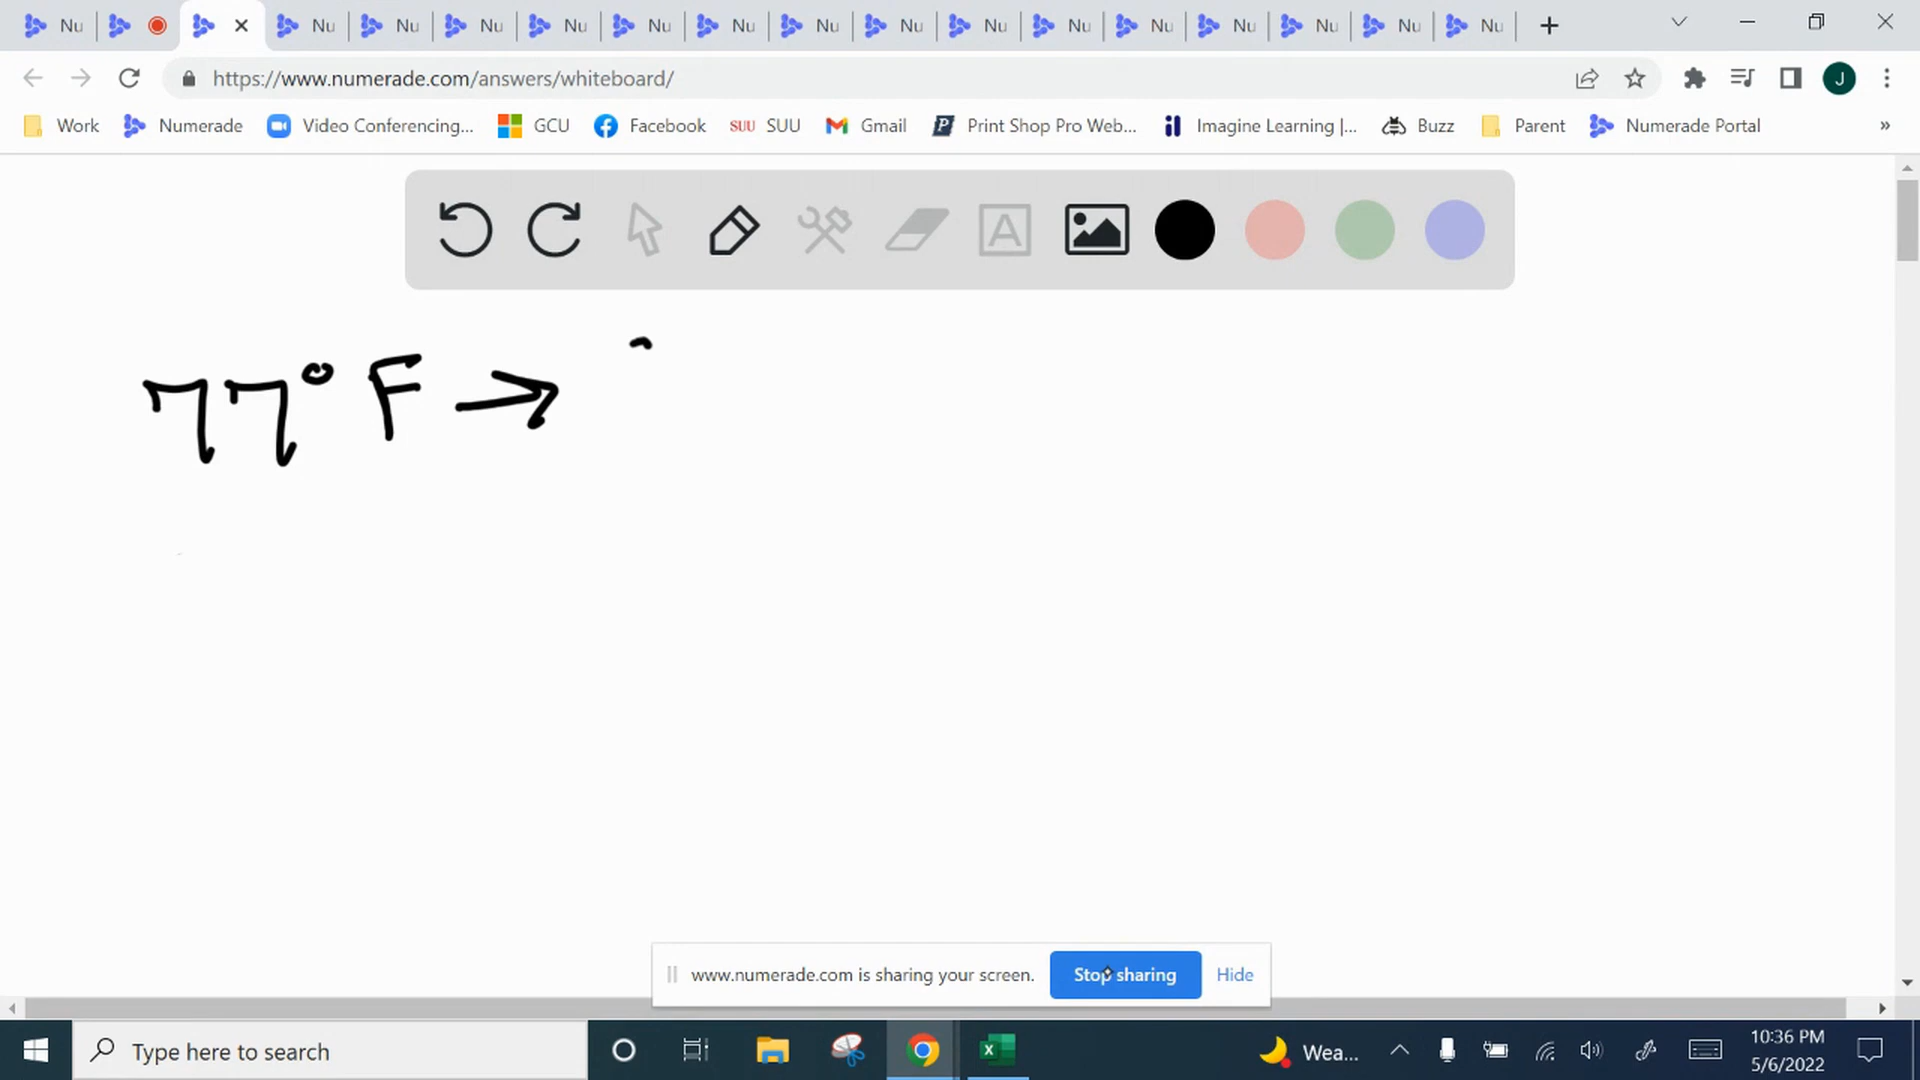 Nu Nu Nu Nu Nu Nu Nu Nu Nu Nu Nu Nu Nu Nu Nu Nu
https://www.numerade.com/answers/whiteboard/
J
Work Numerade Video Conferencing... GCU Facebook SUU SUU Gmail Print Shop Pro Web... Imagine Learning |... Buzz Parent Numerade Portal »
A
77° F →
www.numerade.com is sharing your screen. Stop sharing Hide
Type here to search
Wea...
10:36 PM
5/6/2022